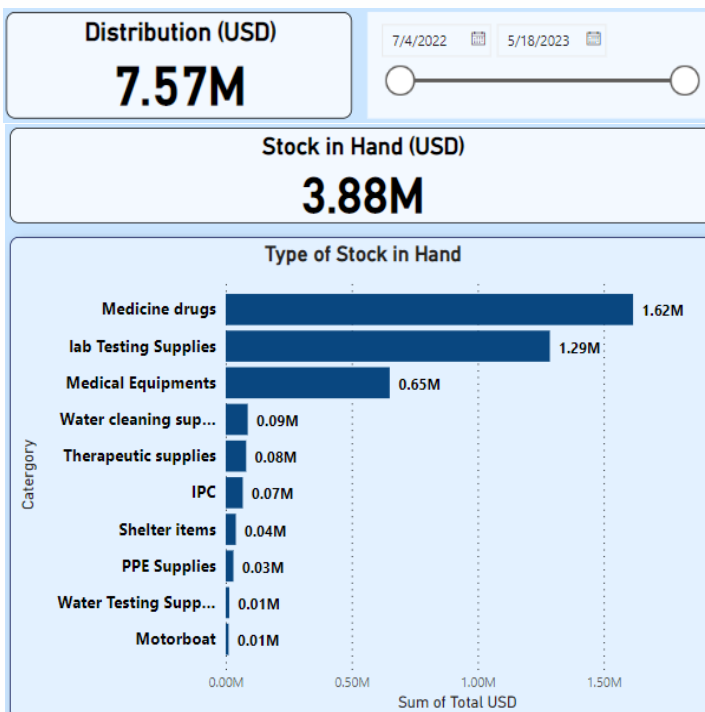 Distribution (USD)
7.57M
7/4/2022 5/18/2023
Stock in Hand (USD)
3.88M
Type of Stock in Hand
Catergory
Medicine drugs 1.62M
lab Testing Supplies 1.29M
Medical Equipments 0.65M
Water cleaning sup... 0.09M
Therapeutic supplies 0.08M
IPC 0.07M
Shelter items 0.04M
PPE Supplies 0.03M
Water Testing Supp... 0.01M
Motorboat 0.01M
0.00M 0.50M 1.00M 1.50M
Sum of Total USD